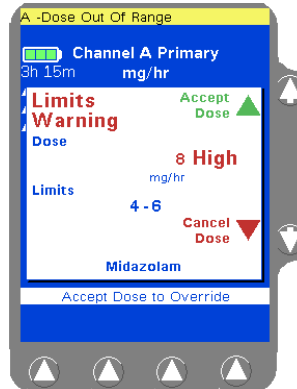 A -Dose Out Of Range
Channel A Primary
3h 15m mg/hr
Limits Warning
Accept Dose
Dose
8 High
mg/hr
Limits
4 - 6
Cancel Dose
Midazolam
Accept Dose to Override